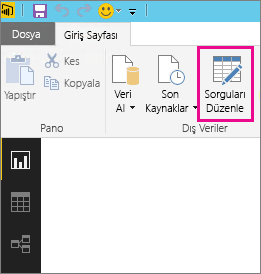 Dosya
Giriş Sayfası
Yapıştır
Kes
Kopyala
Pano
Veri
Al
Son
Kaynaklar
Sorguları
Düzenle
Dış Veriler